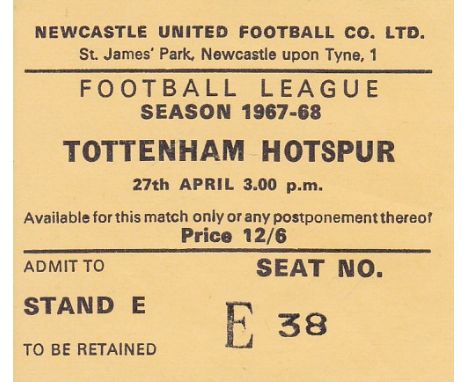 NEWCASTLE UNITED FOOTBALL CO. LTD.
St. James' Park, Newcastle upon Tyne, 1
FOOTBALL LEAGUE
SEASON 1967-68
TOTTENHAM HOTSPUR
27th APRIL 3.00 p.m.
Available for this match only or any postponement thereof
Price 12/6
ADMIT TO SEAT NO.
STAND E E 38
TO BE RETAINED